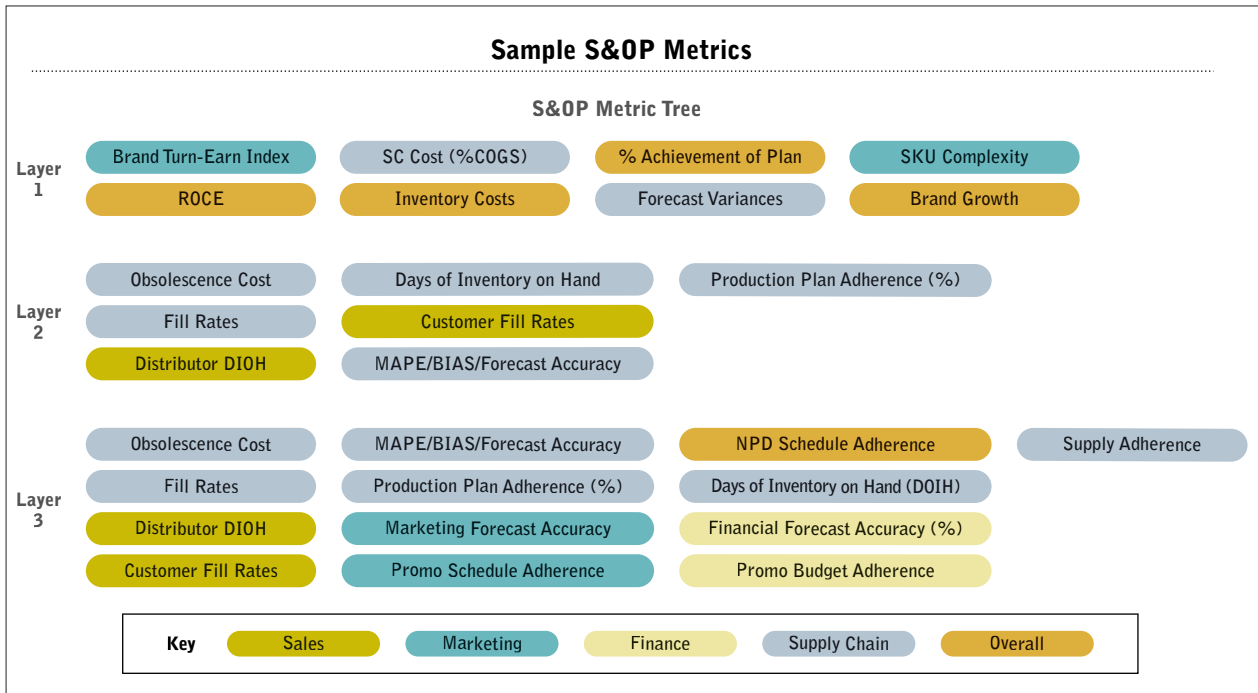 Sample S&OP Metrics
S&OP Metric Tree
Layer 1
Brand Turn-Earn Index
SC Cost (%COGS)
% Achievement of Plan
SKU Complexity
ROCE
Inventory Costs
Forecast Variances
Brand Growth
Layer 2
Obsolescence Cost
Days of Inventory on Hand
Production Plan Adherence (%)
Fill Rates
Customer Fill Rates
Distributor DIOH
MAPE/BIAS/Forecast Accuracy
Layer 3
Obsolescence Cost
MAPE/BIAS/Forecast Accuracy
NPD Schedule Adherence
Supply Adherence
Fill Rates
Production Plan Adherence (%)
Days of Inventory on Hand (DOIH)
Distributor DIOH
Marketing Forecast Accuracy
Financial Forecast Accuracy (%)
Customer Fill Rates
Promo Schedule Adherence
Promo Budget Adherence
Key
Sales
Marketing
Finance
Supply Chain
Overall